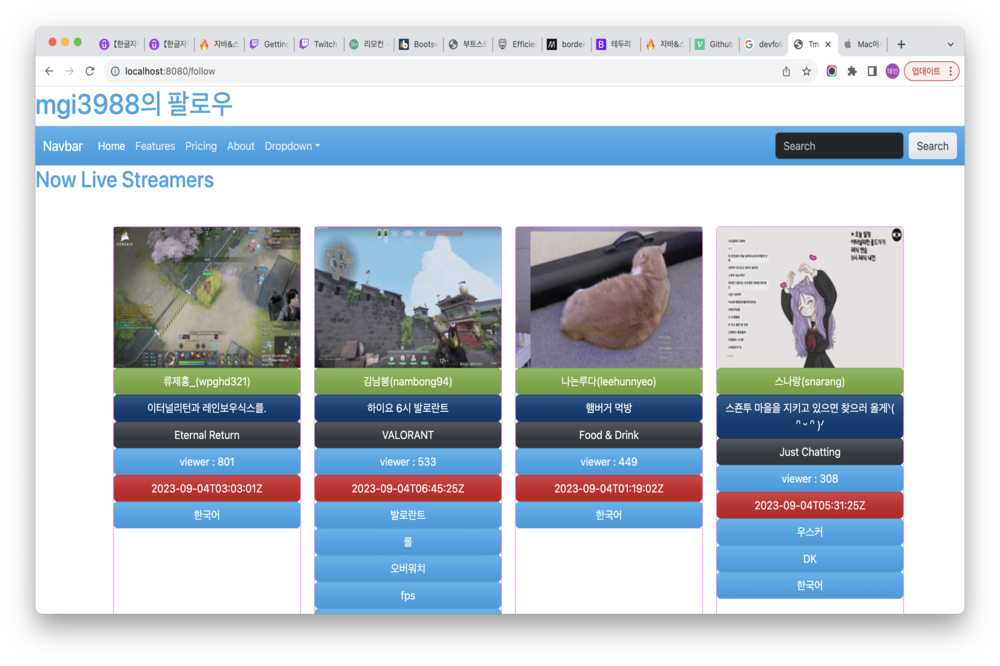 【한글지
【한글지
자바&스
Gettin
Twitch
리모컨
Bootsw
부트스트
Efficie
border
테두리
자바&스
Github
devfoli
Tm
Mac에
localhost:8080/follow
태민
업데이트
mgi3988의 팔로우
Navbar
Home
Features
Pricing
About
Dropdown
Search
Search
Now Live Streamers
류제홍_(wpghd321)
이터널리턴과 레인보우식스를.
Eternal Return
viewer : 801
2023-09-04T03:03:01Z
한국어
김남봉(nambong94)
하이요 6시 발로란트
VALORANT
viewer : 533
2023-09-04T06:45:25Z
발로란트
롤
오버워치
fps
나는루다(leehunnyeo)
햄버거 먹방
Food & Drink
viewer : 449
2023-09-04T01:19:02Z
한국어
스나랑(snarang)
스죤투 마을을 지키고 있으면 찾으러 올게'(
^ ᵕ ^ )/
Just Chatting
viewer : 308
2023-09-04T05:31:25Z
우스커
DK
한국어